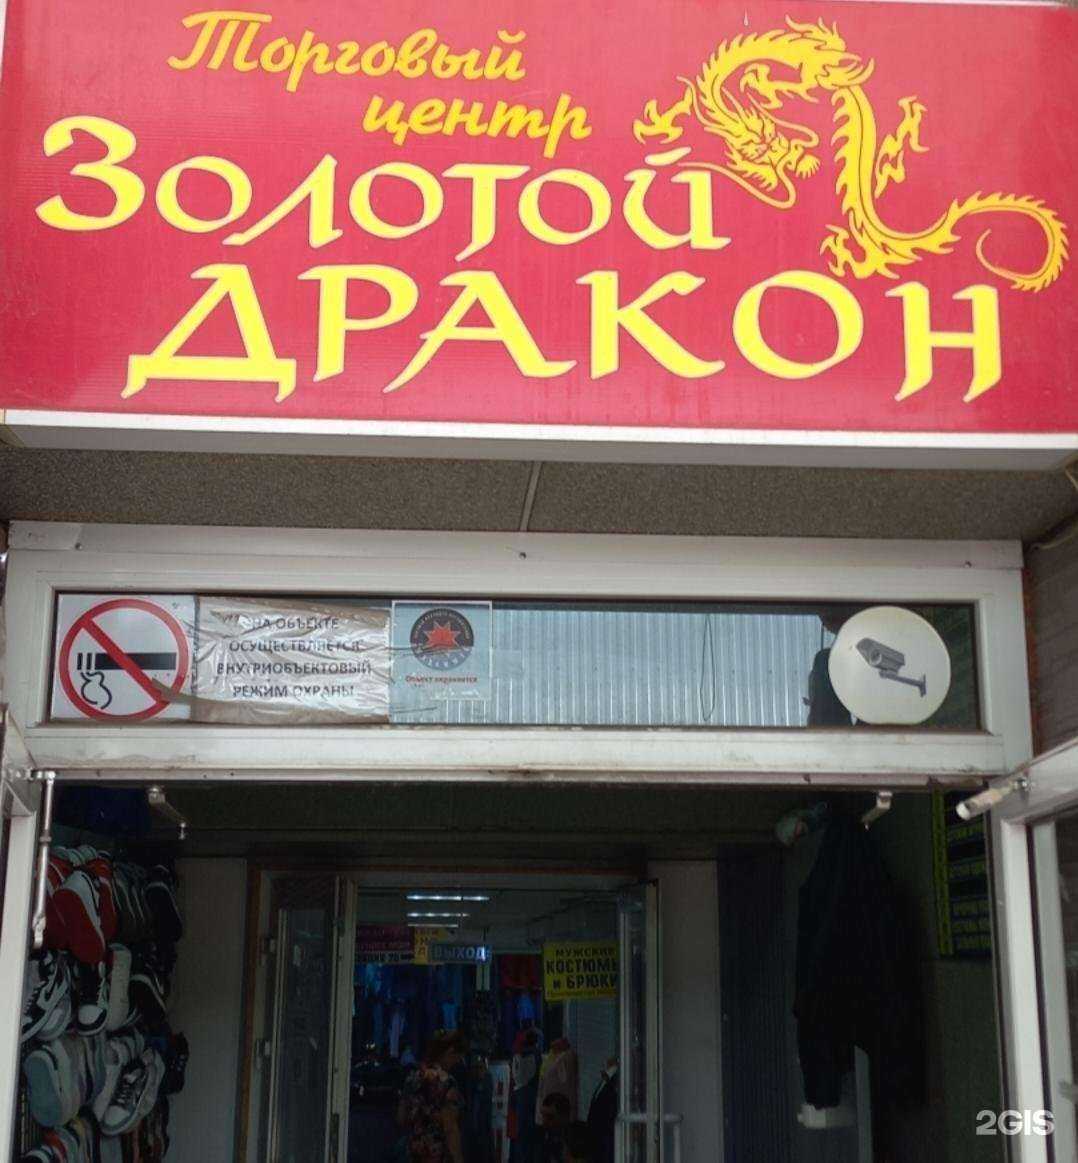 Торговый
центр
ЗОЛОТОЙ
ДРАКОН
НА ОБЪЕКТЕ
ОСУЩЕСТВЛЯЕТСЯ
ВНУТРИОБЪЕКТОВЫЙ
РЕЖИМ ОХРАНЫ
Объект охраняется
ВЫХОД
МУЖСКИЕ
КОСТЮМЫ
и БРЮКИ
2GIS